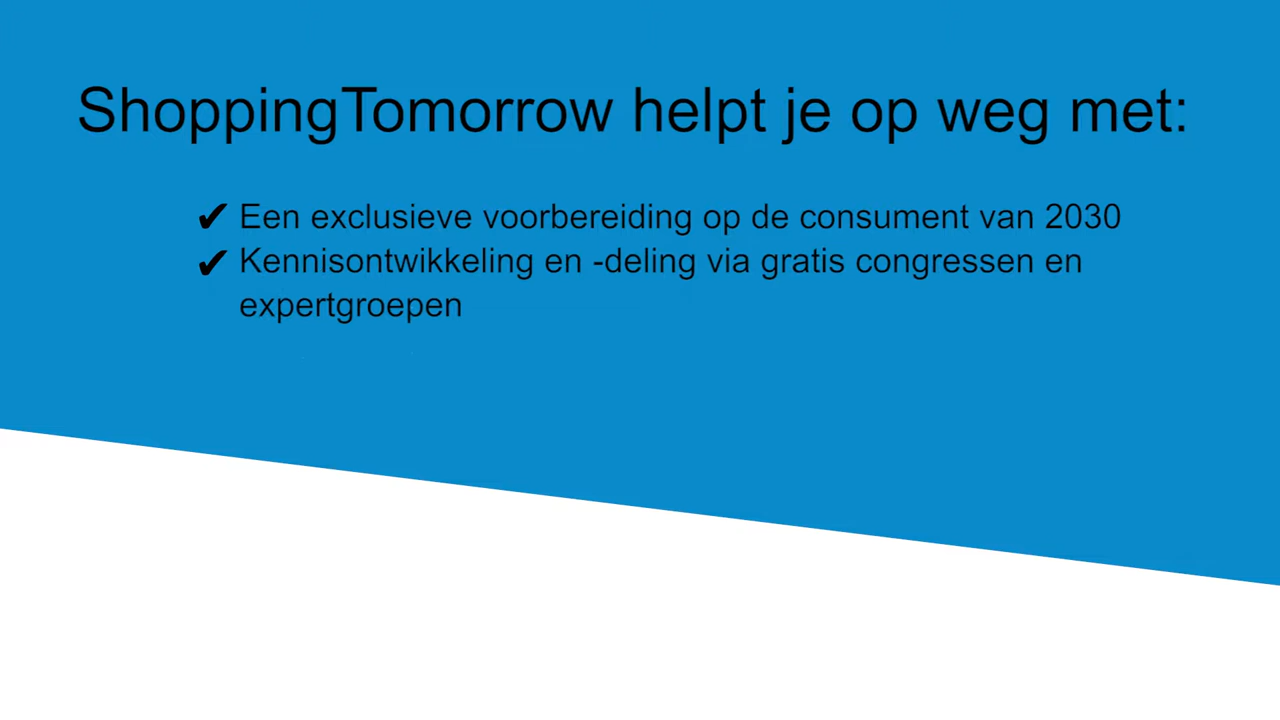 ShoppingTomorrow helpt je op weg met:
✔ Een exclusieve voorbereiding op de consument van 2030
✔ Kennisontwikkeling en -deling via gratis congressen en
expertgroepen